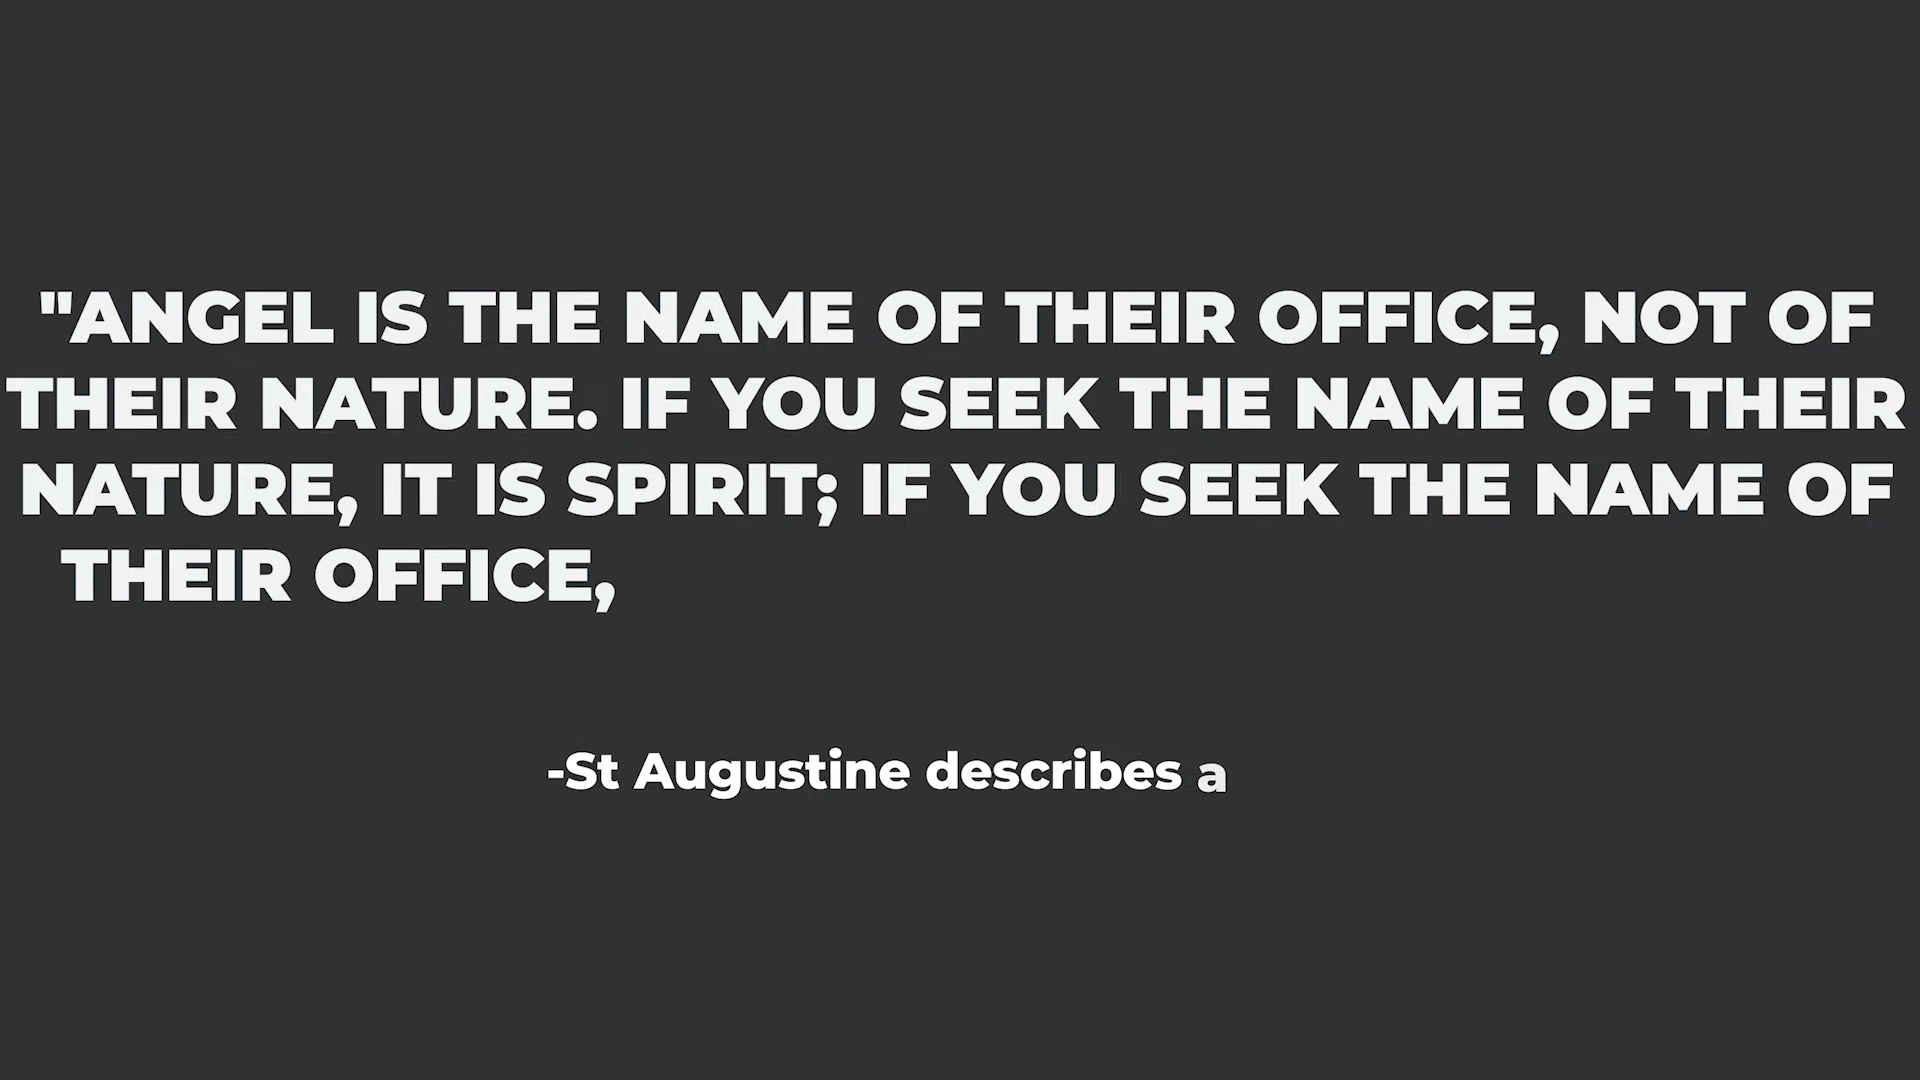 "ANGEL IS THE NAME OF THEIR OFFICE, NOT OF
THEIR NATURE. IF YOU SEEK THE NAME OF THEIR
NATURE, IT IS SPIRIT; IF YOU SEEK THE NAME OF
THEIR OFFICE,
-St Augustine describes a